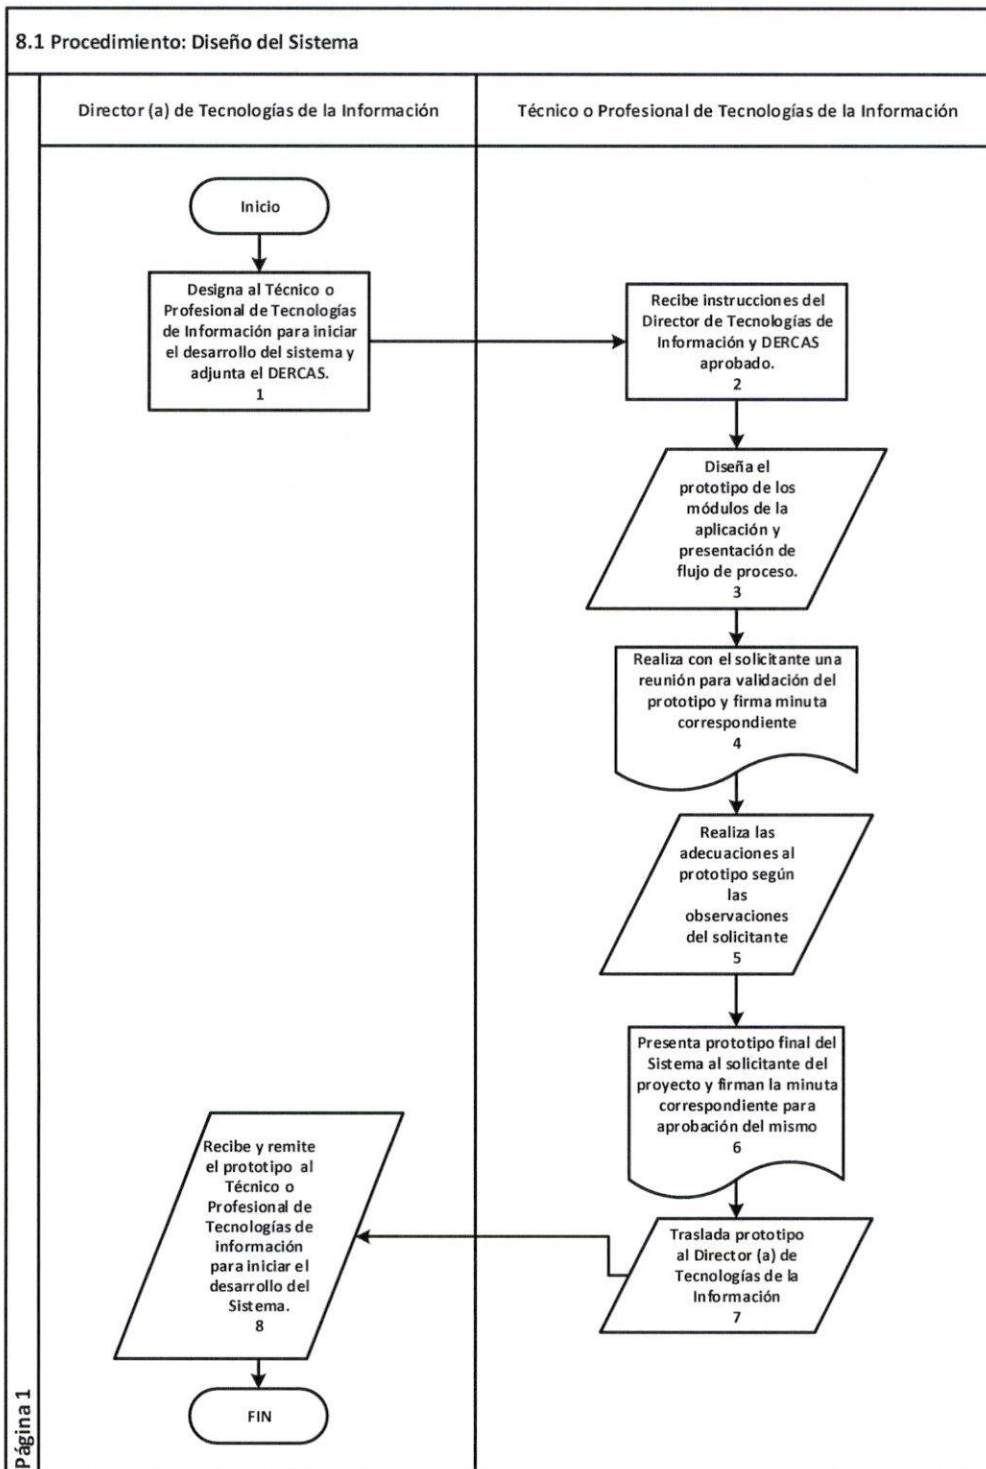 8.1 Procedimiento: Diseño del Sistema
Director (a) de Tecnologías de la Información
Técnico o Profesional de Tecnologías de la Información
Inicio
Designa al Técnico o
Profesional de Tecnologías
de Información para iniciar
el desarrollo del sistema y
adjunta el DERCAS.
1
Recibe instrucciones del
Director de Tecnologías de
Información y DERCAS
aprobado.
2
Diseña el
prototipo de los
módulos de la
aplicación y
presentación de
flujo de proceso.
3
Realiza con el solicitante una
reunión para validación del
prototipo y firma minuta
correspondiente
4
Realiza las
adecuaciones al
prototipo según
las
observaciones
del solicitante
5
Presenta prototipo final del
Sistema al solicitante del
proyecto y firman la minuta
correspondiente para
aprobación del mismo
6
Traslada prototipo
al Director (a) de
Tecnologías de la
Información
7
Recibe y remite
el prototipo al
Técnico o
Profesional de
Tecnologías de
información
para iniciar el
desarrollo del
Sistema.
8
FIN
Página 1